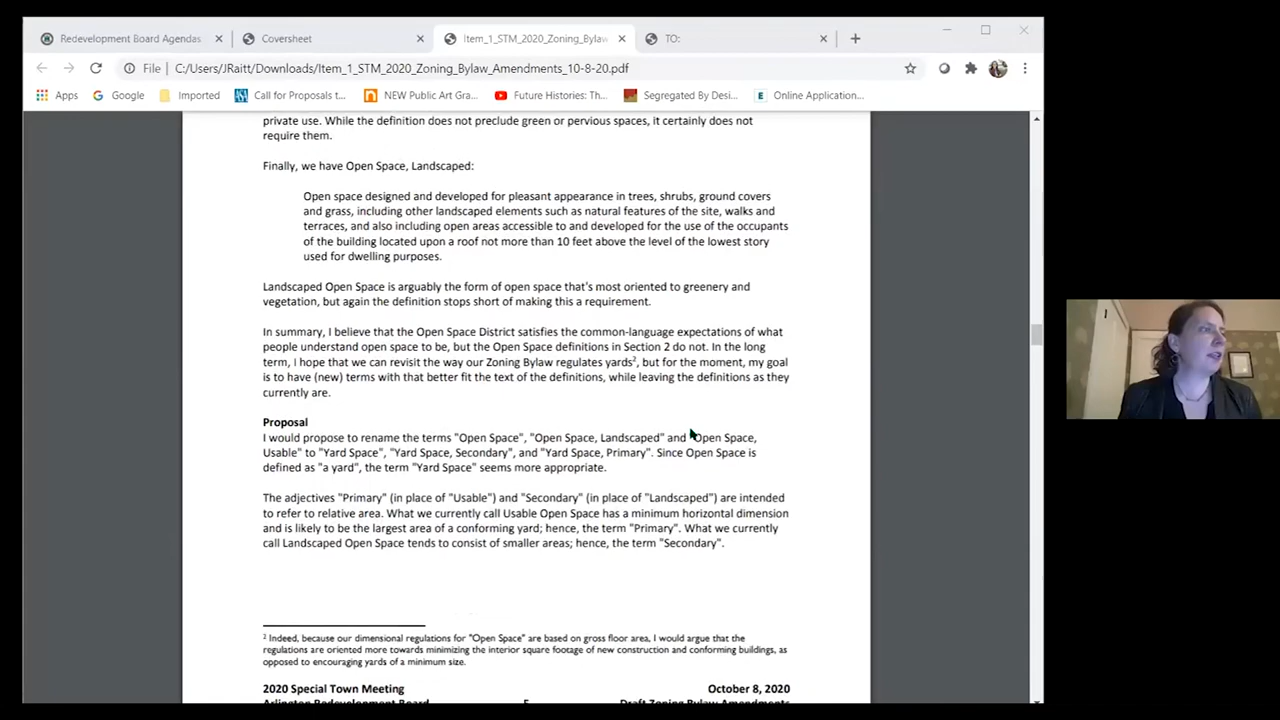 Redevelopment Board Agendas
Coversheet
Item_1_STM_2020_Zoning_Bylaw
TO:
File C:/Users/JRaitt/Downloads/Item_1_STM_2020_Zoning_Bylaw_Amendments_10-8-20.pdf
Apps Google Imported Call for Proposals t... NEW Public Art Gra... Future Histories: Th... Segregated By Desi... Online Application...
private use. While the definition does not preclude green or pervious spaces, it certainly does not
require them.
Finally, we have Open Space, Landscaped:
Open space designed and developed for pleasant appearance in trees, shrubs, ground covers
and grass, including other landscaped elements such as natural features of the site, walks and
terraces, and also including open areas accessible to and developed for the use of the occupants
of the building located upon a roof not more than 10 feet above the level of the lowest story
used for dwelling purposes.
Landscaped Open Space is arguably the form of open space that's most oriented to greenery and
vegetation, but again the definition stops short of making this a requirement.
In summary, I believe that the Open Space District satisfies the common-language expectations of what
people understand open space to be, but the Open Space definitions in Section 2 do not. In the long
term, I hope that we can revisit the way our Zoning Bylaw regulates yards², but for the moment, my goal
is to have (new) terms with that better fit the text of the definitions, while leaving the definitions as they
currently are.
Proposal
I would propose to rename the terms "Open Space", "Open Space, Landscaped" and "Open Space,
Usable" to "Yard Space", "Yard Space, Secondary", and "Yard Space, Primary". Since Open Space is
defined as "a yard", the term "Yard Space" seems more appropriate.
The adjectives "Primary" (in place of "Usable") and "Secondary" (in place of "Landscaped") are intended
to refer to relative area. What we currently call Usable Open Space has a minimum horizontal dimension
and is likely to be the largest area of a conforming yard; hence, the term "Primary". What we currently
call Landscaped Open Space tends to consist of smaller areas; hence, the term "Secondary".
² Indeed, because our dimensional regulations for "Open Space" are based on gross floor area, I would argue that the
regulations are oriented more towards minimizing the interior square footage of new construction and conforming buildings, as
opposed to encouraging yards of a minimum size.
2020 Special Town Meeting October 8, 2020
Arlington Redevelopment Board 5 Draft Zoning Bylaw Amendments